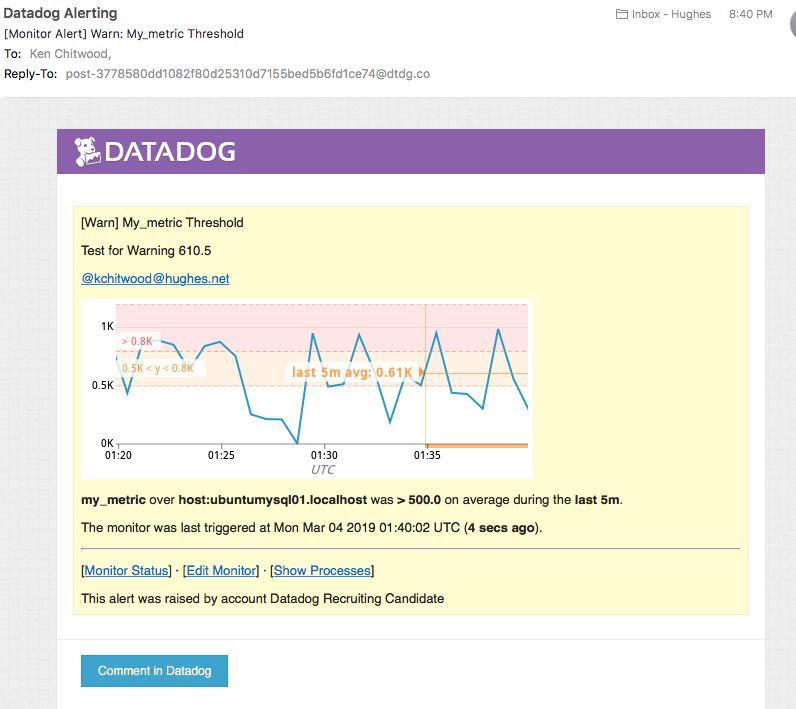 Datadog Alerting
Inbox - Hughes 8:40 PM
[Monitor Alert] Warn: My_metric Threshold
To: Ken Chitwood,
Reply-To: post-3778580dd1082f80d25310d7155bed5b6fd1ce74@dtdg.co
DATADOG
[Warn] My_metric Threshold
Test for Warning 610.5
@kchitwood@hughes.net
1K
> 0.8K
0.5K < y < 0.8K
last 5m avg: 0.61K
0.5K
0K
01:20 01:25 01:30 01:35
UTC
my_metric over host:ubuntumysql01.localhost was > 500.0 on average during the last 5m.
The monitor was last triggered at Mon Mar 04 2019 01:40:02 UTC (4 secs ago).
[Monitor Status] · [Edit Monitor] · [Show Processes]
This alert was raised by account Datadog Recruiting Candidate
Comment in Datadog